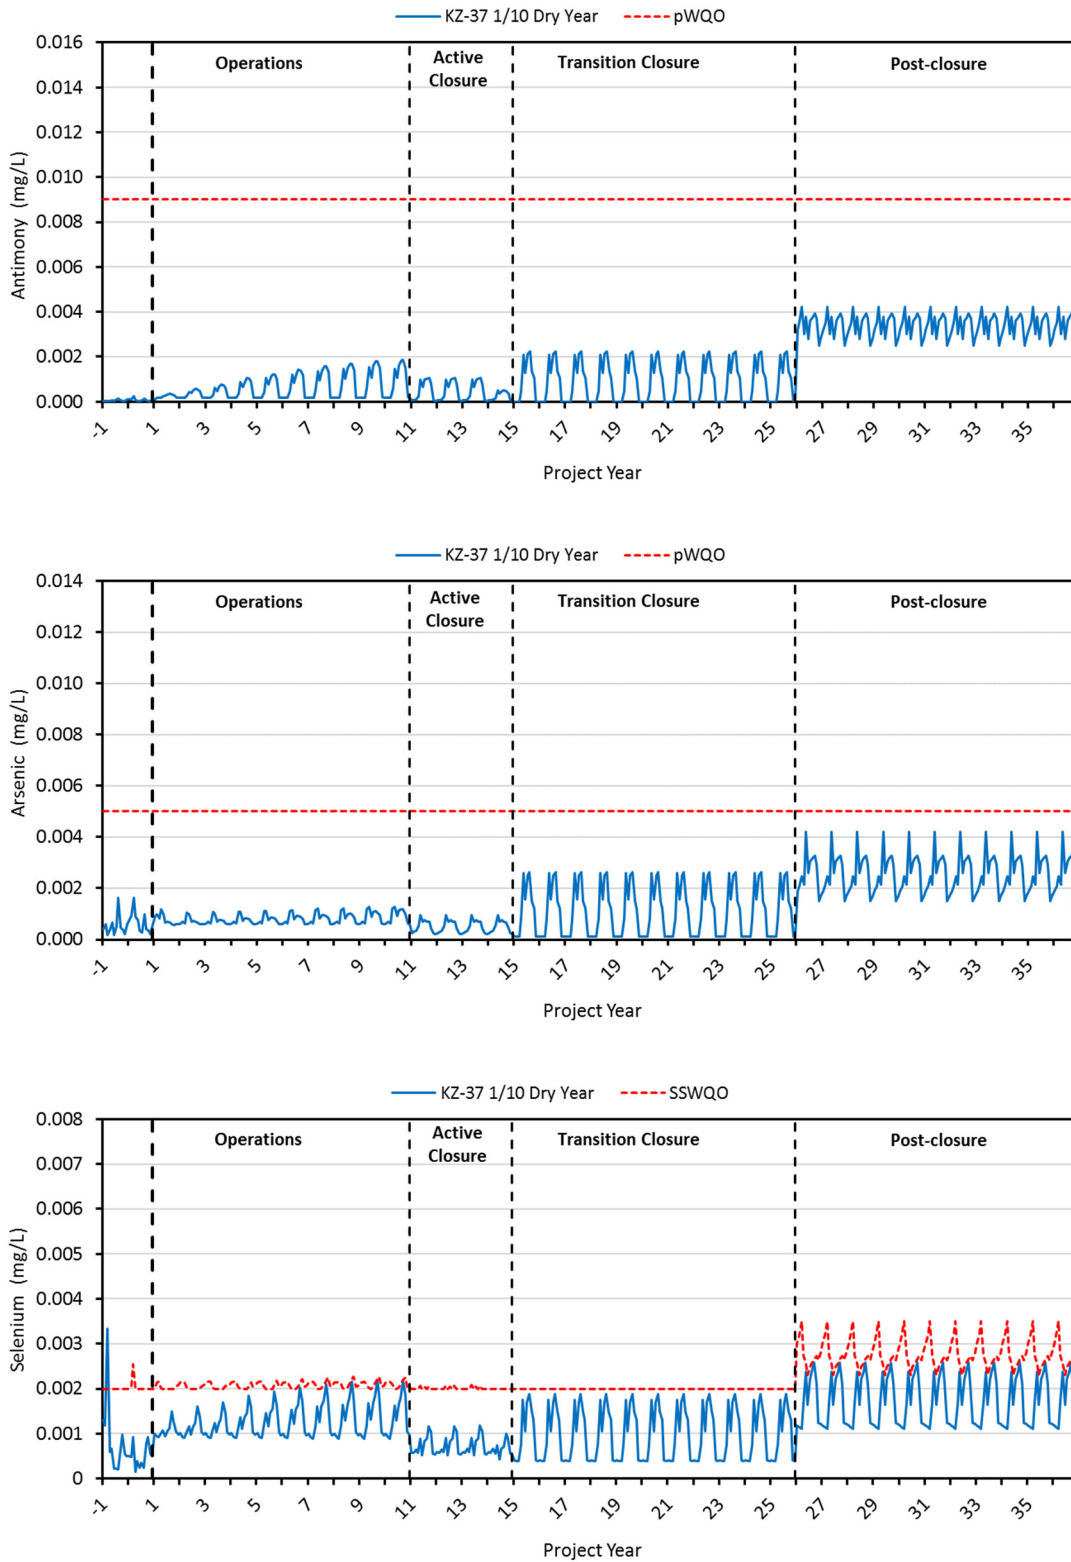 KZ-37 1/10 Dry Year pWQO
0.016
Operations Active Closure Transition Closure Post-closure
0.014
0.012
0.010
0.008
0.006
0.004
0.002
0.000
Antimony (mg/L)
-1 1 3 5 7 9 11 13 15 17 19 21 23 25 27 29 31 33 35
Project Year
KZ-37 1/10 Dry Year pWQO
0.014
Operations Active Closure Transition Closure Post-closure
0.012
0.010
0.008
0.006
0.004
0.002
0.000
Arsenic (mg/L)
-1 1 3 5 7 9 11 13 15 17 19 21 23 25 27 29 31 33 35
Project Year
KZ-37 1/10 Dry Year SSWQO
0.008
Operations Active Closure Transition Closure Post-closure
0.007
0.006
0.005
0.004
0.003
0.002
0.001
0
Selenium (mg/L)
-1 1 3 5 7 9 11 13 15 17 19 21 23 25 27 29 31 33 35
Project Year